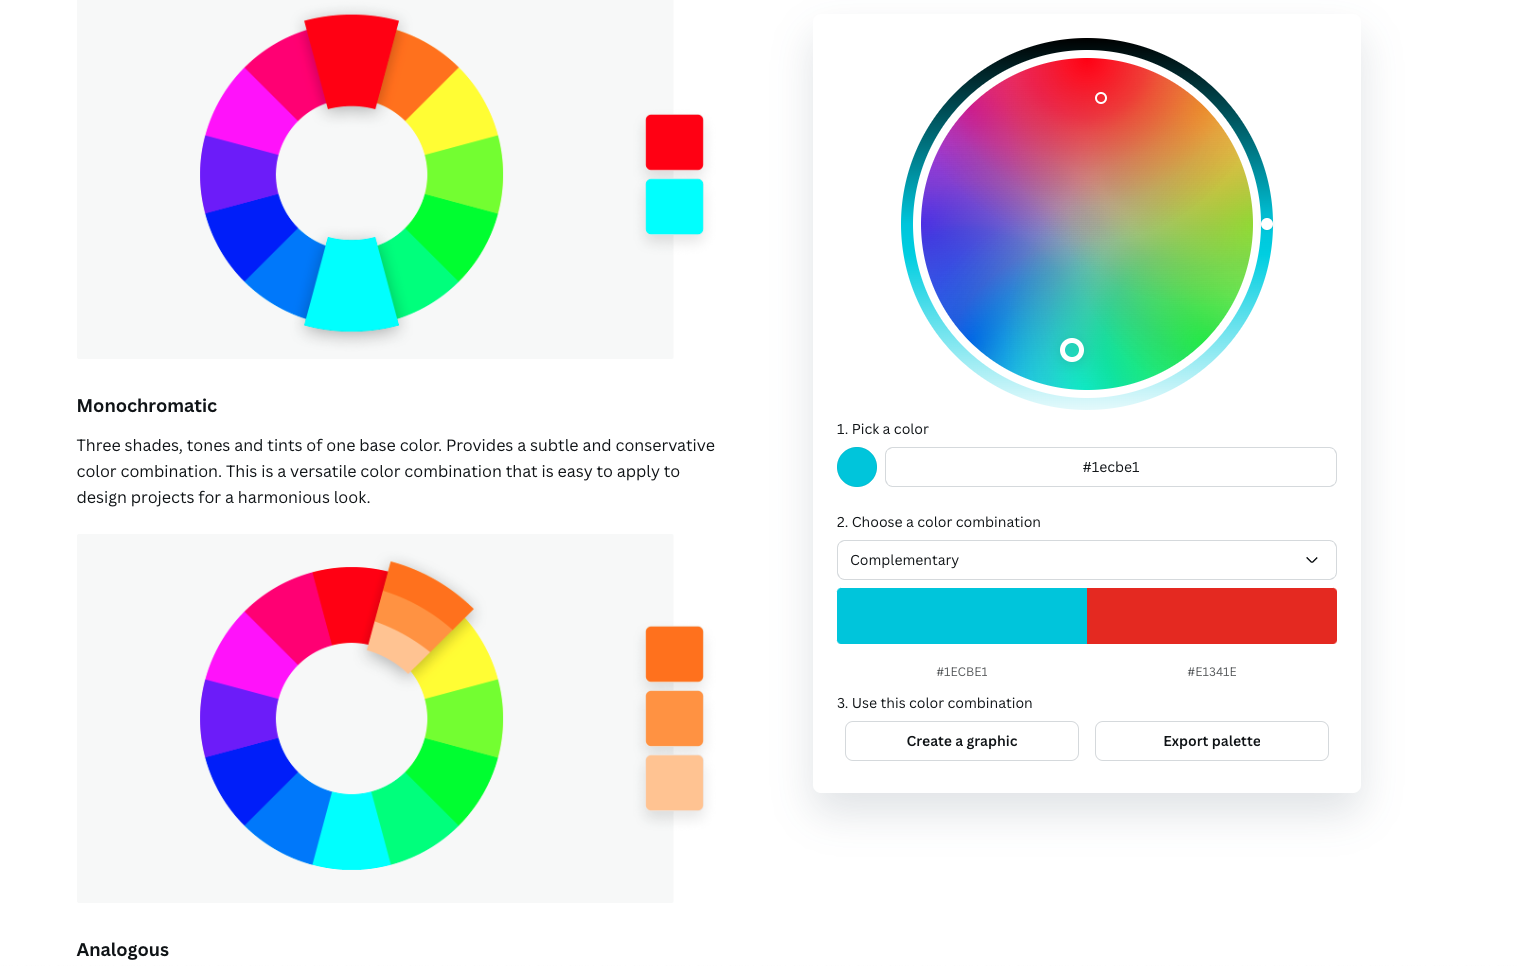 Monochromatic
Three shades, tones and tints of one base color. Provides a subtle and conservative
color combination. This is a versatile color combination that is easy to apply to
design projects for a harmonious look.
Analogous
1. Pick a color
#1ecbe1
2. Choose a color combination
Complementary
#1ECBE1
#E1341E
3. Use this color combination
Create a graphic
Export palette